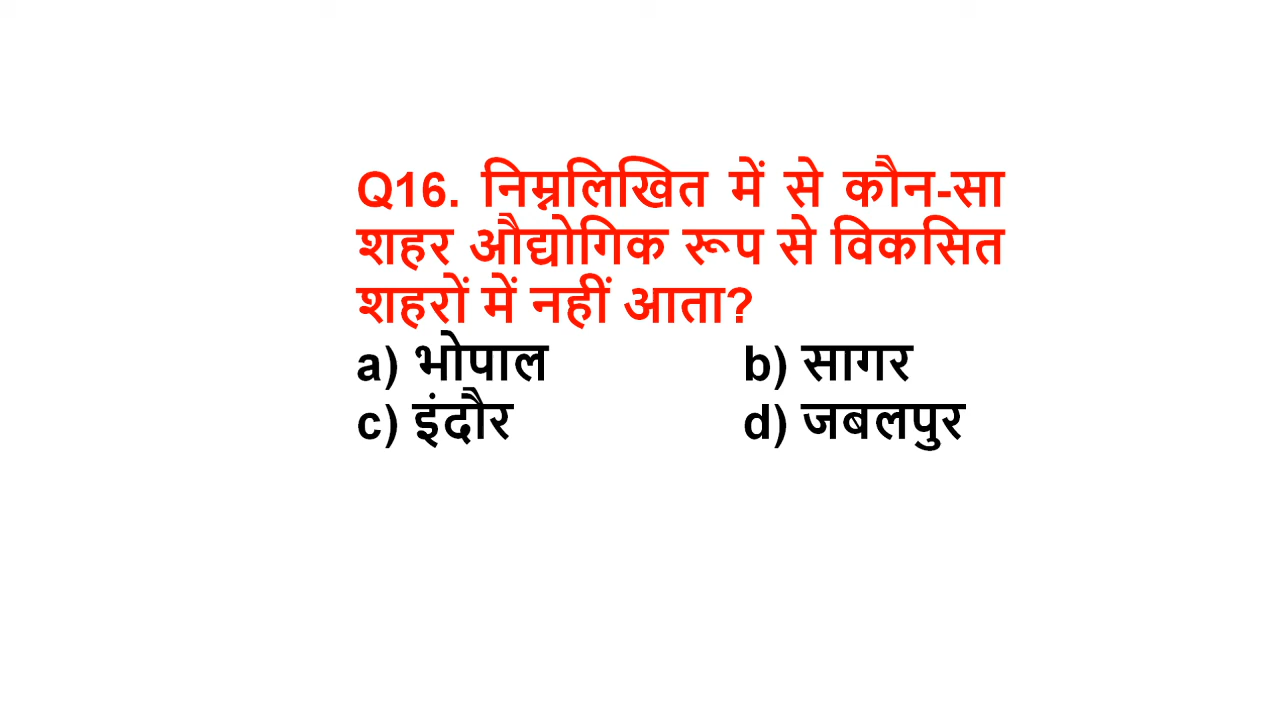 Q16. निम्नलिखित में से कौन-सा
शहर औद्योगिक रूप से विकसित
शहरों में नहीं आता?
a) भोपाल b) सागर
c) इंदौर d) जबलपुर